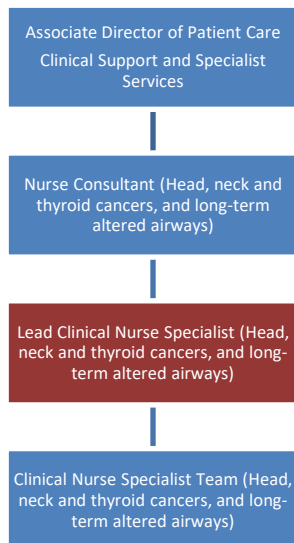 Associate Director of Patient Care
Clinical Support and Specialist
Services
Nurse Consultant (Head, neck and
thyroid cancers, and long-term
altered airways)
Lead Clinical Nurse Specialist (Head,
neck and thyroid cancers, and long-
term altered airways)
Clinical Nurse Specialist Team (Head,
neck and thyroid cancers, and long-
term altered airways)